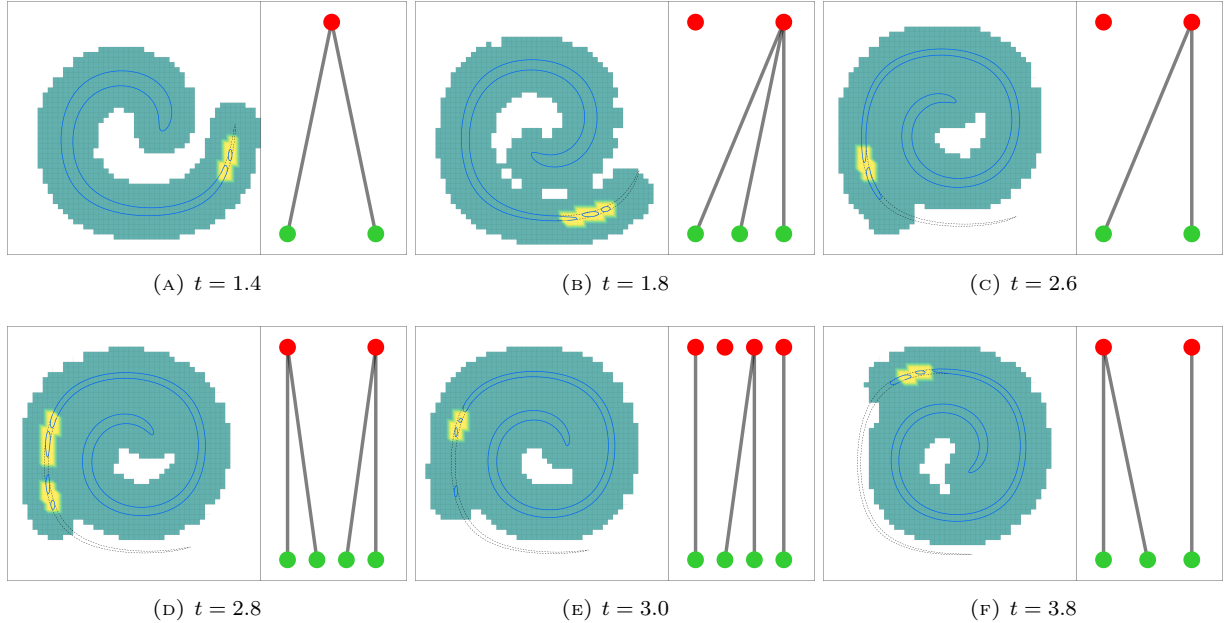 (A) t = 1.4
(B) t = 1.8
(C) t = 2.6
(D) t = 2.8
(E) t = 3.0
(F) t = 3.8